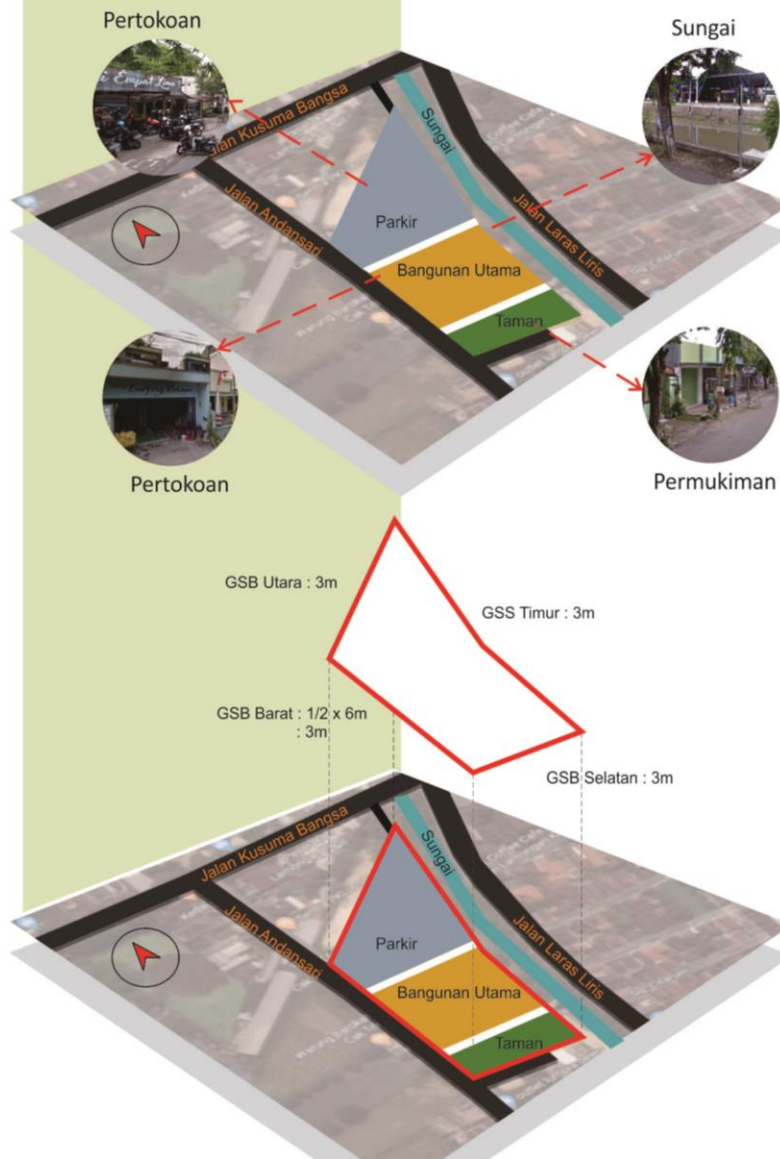 Pertokoan
Sungai
Empat Lima
Jalan Kusuma Bangsa
Sungai
Jalan Andansari
Jalan Laras Liris
Parkir
Bangunan Utama
Taman
Pertokoan
Permukiman
GSB Utara : 3m
GSS Timur : 3m
GSB Barat : 1/2 x 6m
: 3m
GSB Selatan : 3m
Jalan Kusuma Bangsa
Sungai
Jalan Andansari
Jalan Laras Liris
Parkir
Bangunan Utama
Taman